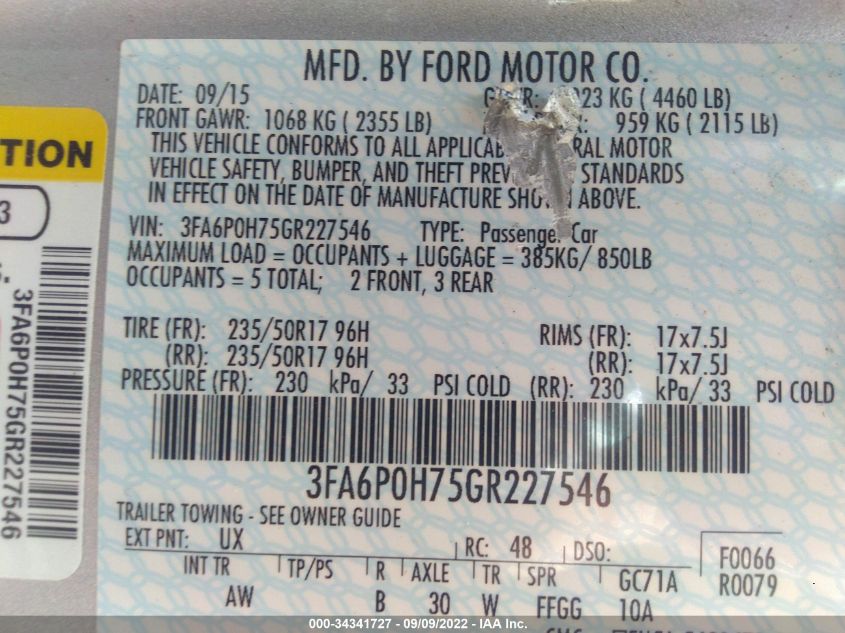 MFD. BY FORD MOTOR CO.
DATE: 09/15
FRONT GAWR: 1068 KG ( 2355 LB)
KG ( 4460 LB)
959 KG ( 2115 LB)
THIS VEHICLE CONFORMS TO ALL MOTOR
VEHICLE SAFETY, BUMPER, AND THEFT STANDARDS
IN EFFECT ON THE DATE OF MANUFACTURE ABOVE.
VIN: 3FA6P0H75GR227546 TYPE: Passenger Car
MAXIMUM LOAD = OCCUPANTS + LUGGAGE = 385KG/ 850LB
OCCUPANTS = 5 TOTAL; 2 FRONT, 3 REAR
TIRE (FR): 235/50R17 96H RIMS (FR): 17x7.5J
(RR): 235/50R17 96H (RR): 17x7.5J
PRESSURE (FR): 230 kPa/ 33 PSI COLD (RR): 230 kPa/ 33 PSI COLD
3FA6P0H75GR227546
TRAILER TOWING - SEE OWNER GUIDE
EXT PNT: UX RC: 48 DSO:
F0066
R0079
INT TR TP/PS R AXLE TR SPR GC71A
AW B 30 W FFGG 10A
TION
3
3FA6P0H75GR227546
000-34341727 - 09/09/2022 - IAA Inc.